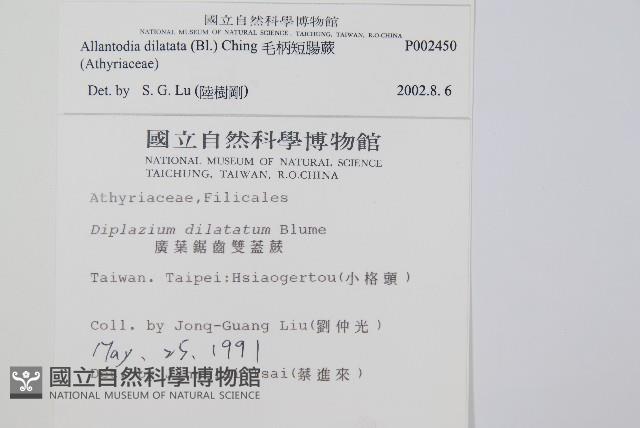 國立自然科學博物館
NATIONAL MUSEUM OF NATURAL SCIENCE, TAICHUNG, TAIWAN, R.O.CHINA
Allantodia dilatata (Bl.) Ching 毛柄短腸蕨 P002450
(Athyriaceae)
Det. by S. G. Lu (陸樹剛) 2002.8. 6
國立自然科學博物館
NATIONAL MUSEUM OF NATURAL SCIENCE
TAICHUNG, TAIWAN, R.O.CHINA
Athyriaceae,Filicales
Diplazium dilatatum Blume
廣葉鋸齒雙蓋蕨
Taiwan. Taipei:Hsiaogertou(小格頭)
Coll. by Jonq-Guang Liu(劉仲光)
May. 25. 1991
(蔡進來)
國立自然科學博物館
NATIONAL MUSEUM OF NATURAL SCIENCE